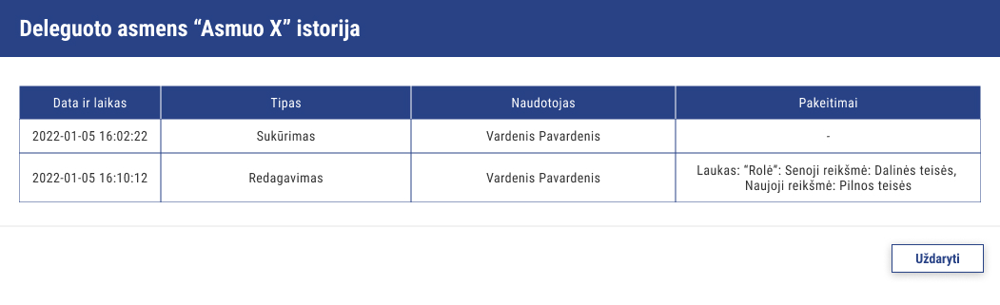 Deleguoto asmens “Asmuo X” istorija
Data ir laikas Tipas Naudotojas Pakeitimai
2022-01-05 16:02:22 Sukūrimas Vardenis Pavardenis -
2022-01-05 16:10:12 Redagavimas Vardenis Pavardenis Laukas: “Rolė”: Senoji reikšmė: Dalinės teisės,
Naujoji reikšmė: Pilnos teisės
Uždaryti